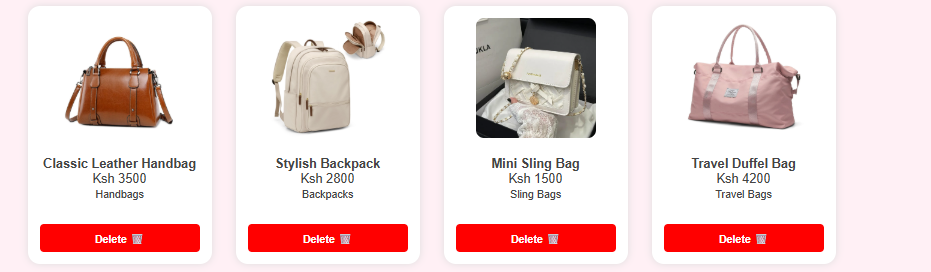 Classic Leather Handbag
Ksh 3500
Handbags
Delete
Stylish Backpack
Ksh 2800
Backpacks
Delete
Mini Sling Bag
Ksh 1500
Sling Bags
Delete
Travel Duffel Bag
Ksh 4200
Travel Bags
Delete